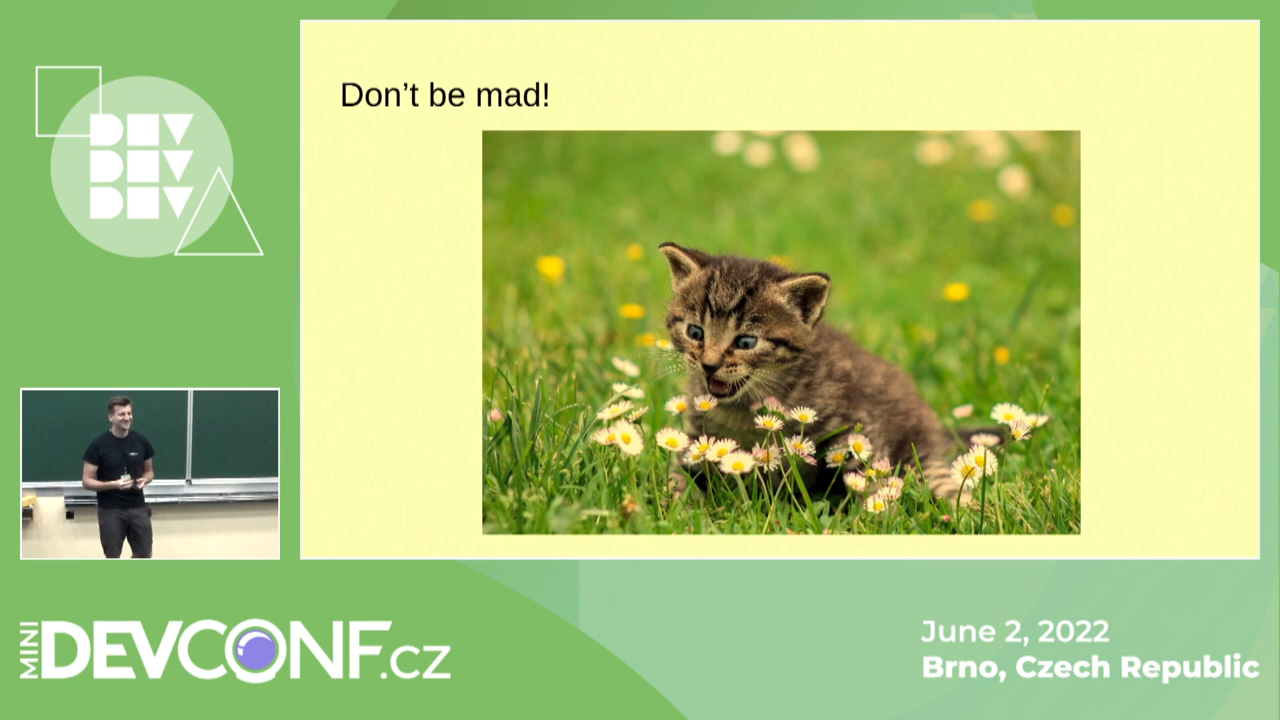 DEV
DEV
DEV
Don't be mad!
MINI
DEVCONF.CZ
June 2, 2022
Brno, Czech Republic